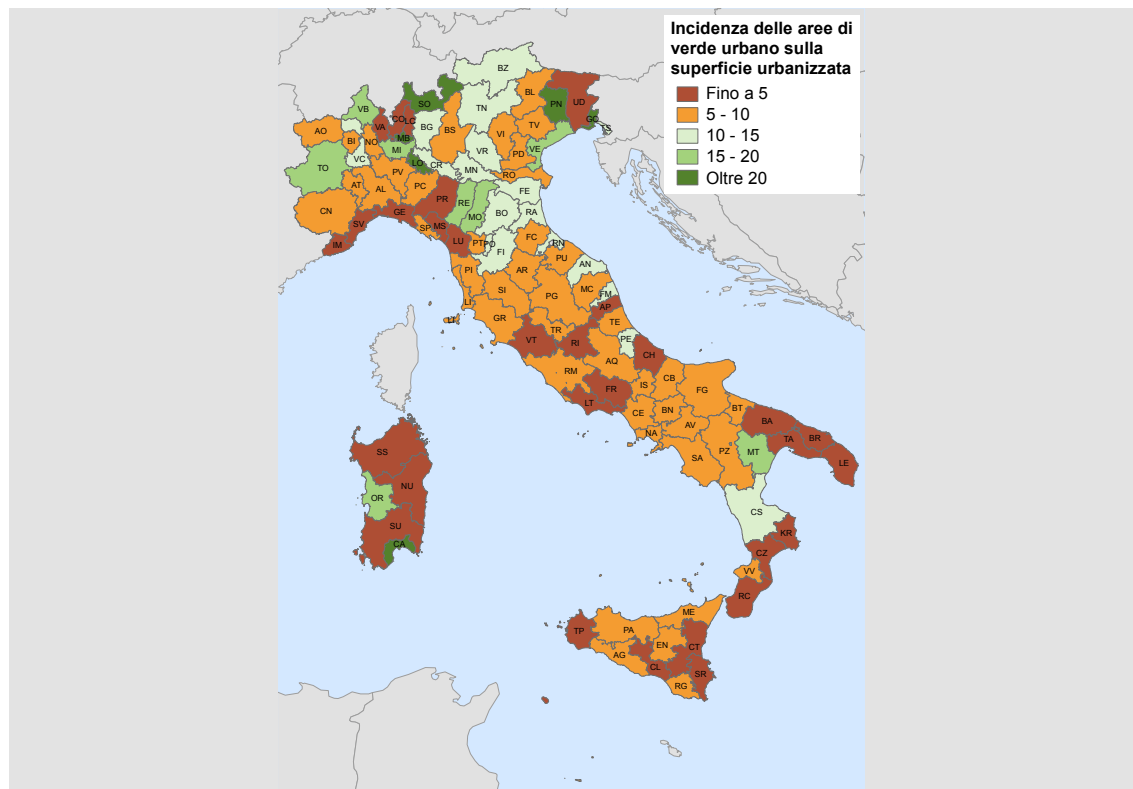 Incidenza delle aree di
verde urbano sulla
superficie urbanizzata
Fino a 5
5 - 10
10 - 15
15 - 20
Oltre 20
BZ
SO
BL
UD
PN
TN
VB
GO
TS
CO
LC
VA
BG
BS
TV
AO
VI
BI
NO
MB
MI
VE
VR
PD
VC
LO
CR
MN
TO
PV
RO
AT
PC
AL
FE
PR
RE
CN
GE
BO
RA
MO
SV
MS
SP
FC
LU
PT
PO
RN
IM
FI
PU
AN
PI
AR
MC
SI
FM
PG
LI
AP
GR
LI
TE
TR
VT
RI
PE
CH
AQ
RM
CB
IS
FR
FG
LT
BT
CE
BN
BA
AV
NA
TA
BR
PZ
MT
SS
SA
LE
NU
OR
CS
SU
KR
CA
CZ
VV
RC
ME
TP
PA
EN
CT
AG
CL
SR
RG